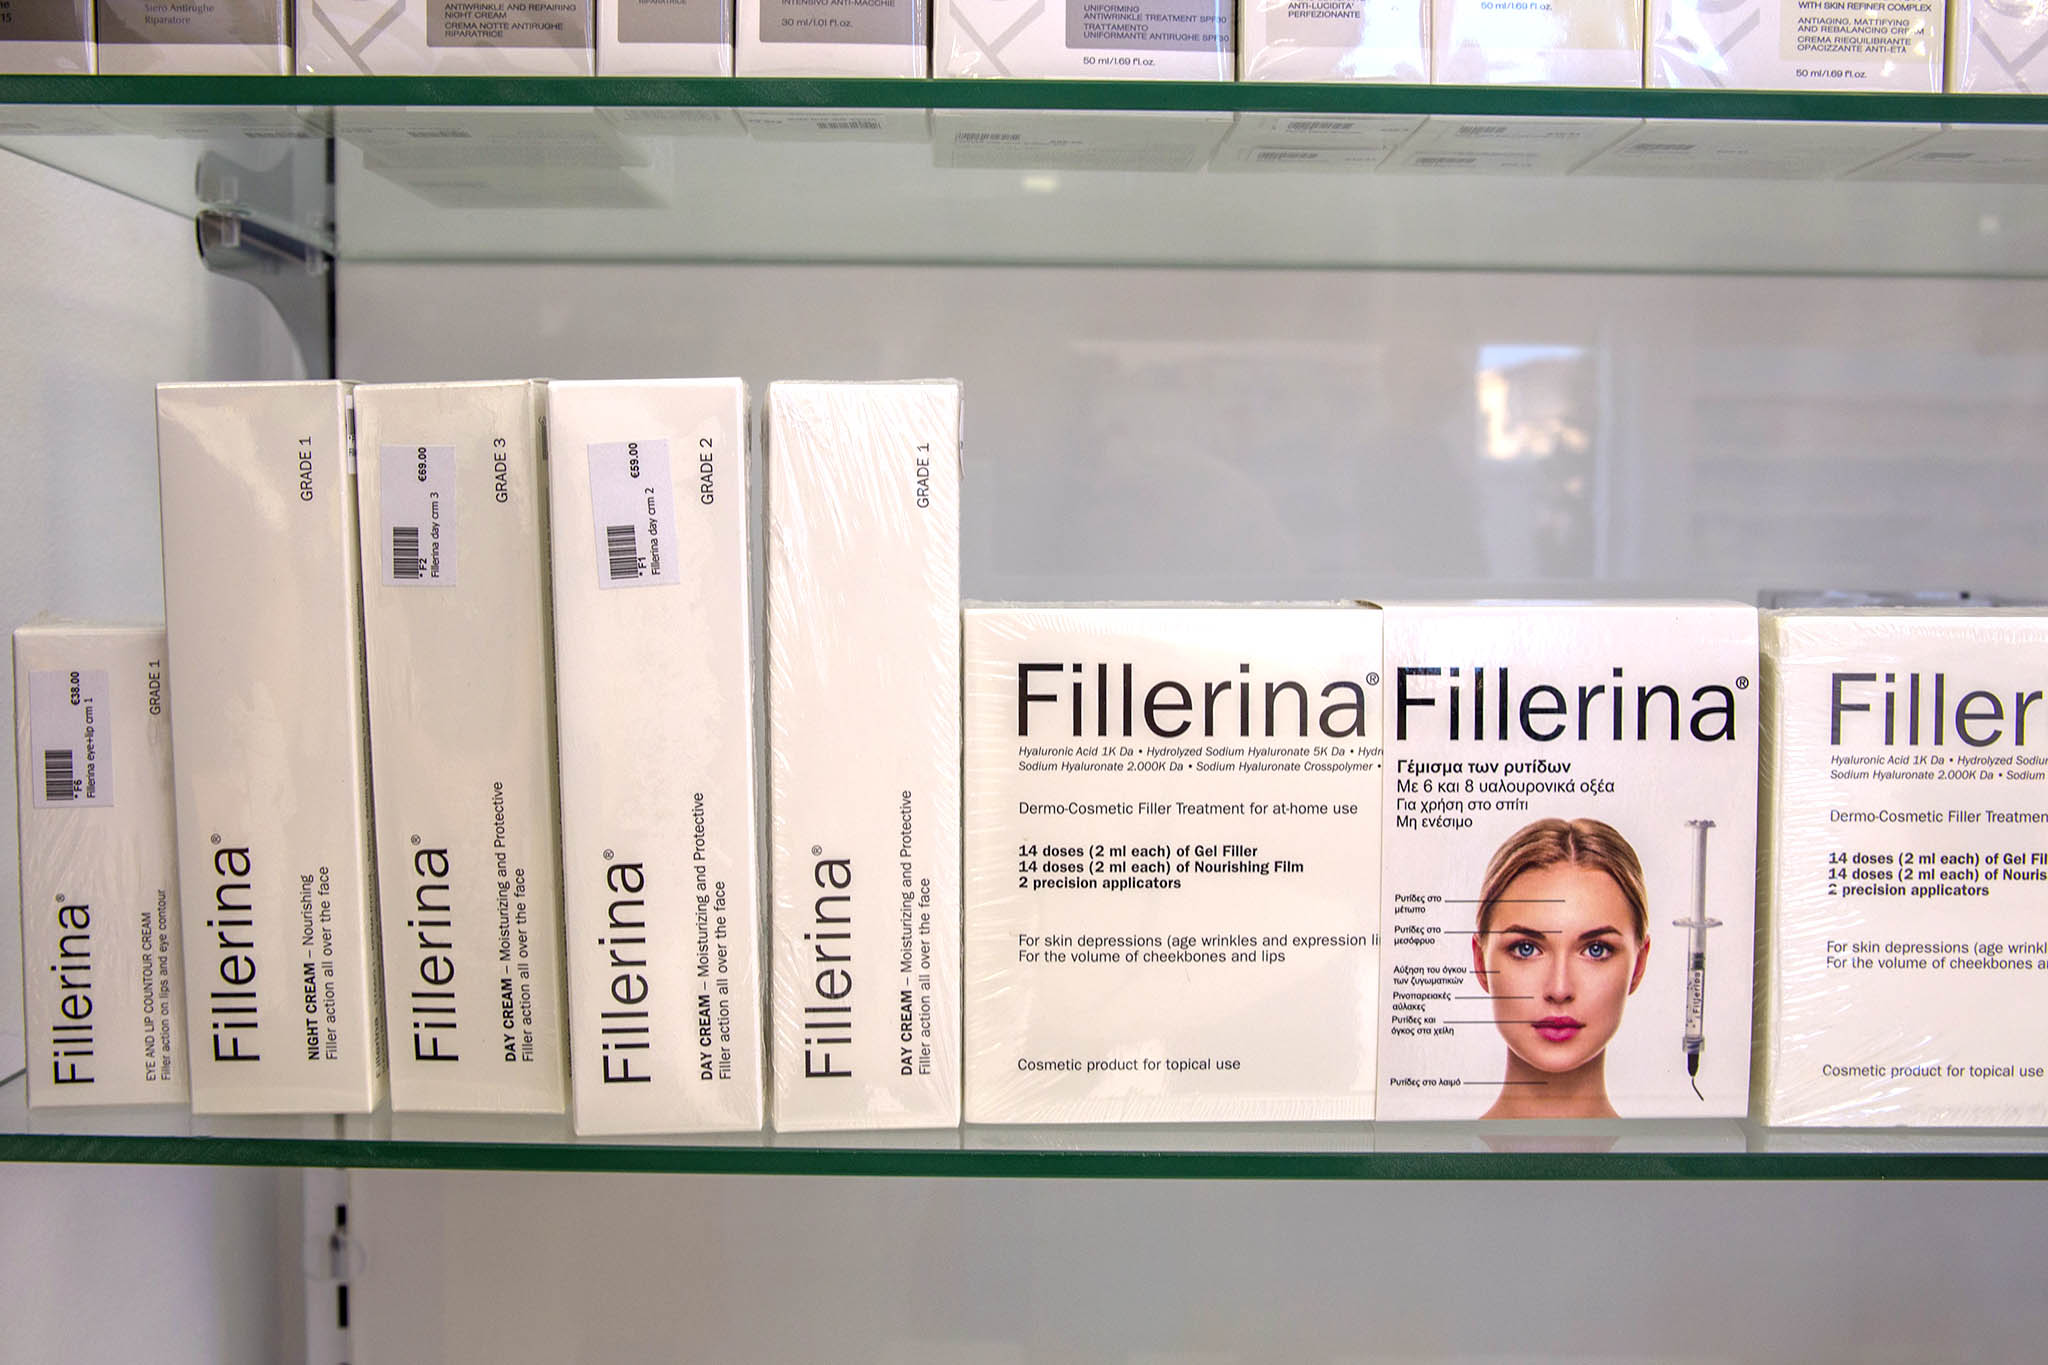 Siero Antirughe
Riparatore
ANTIWRINKLE AND REPAIRING
NIGHT CREAM
CREMA NOTTE ANTIRUGHE
RIPARATRICE
INTENSIVO ANTI-MACCHIE
30 ml/1.01 fl.oz.
UNIFORMING
ANTIWRINKLE TREATMENT SPF30
TRATTAMENTO
UNIFORMANTE ANTIRUGHE SPF30
50 ml/1.69 fl.oz.
ANTI-LUCIDITA'
PERFEZIONANTE
50 ml/1.69 fl.oz.
WITH SKIN REFINER COMPLEX
ANTIAGING, MATTIFYING
AND REBALANCING CREAM
CREMA RIEQUILIBRANTE
OPACIZZANTE ANTI-ETÀ
50 ml/1.69 fl.oz.
€38.00
* F6
Fillerina eye+lip crm 1
GRADE 1
Fillerina®
EYE AND LIP COUNTOUR CREAM
Filler action on lips and eye contour
GRADE 1
Fillerina®
NIGHT CREAM – Nourishing
Filler action all over the face
€69.00
* F2
Fillerina day crm 3
GRADE 3
Fillerina®
DAY CREAM – Moisturizing and Protective
Filler action all over the face
€59.00
* F1
Fillerina day crm 2
GRADE 2
Fillerina®
DAY CREAM – Moisturizing and Protective
Filler action all over the face
GRADE 1
Fillerina®
DAY CREAM – Moisturizing and Protective
Filler action all over the face
Fillerina®
Hyaluronic Acid 1K Da • Hydrolyzed Sodium Hyaluronate 5K Da • Hydr
Sodium Hyaluronate 2.000K Da • Sodium Hyaluronate Crosspolymer •
Dermo-Cosmetic Filler Treatment for at-home use
14 doses (2 ml each) of Gel Filler
14 doses (2 ml each) of Nourishing Film
2 precision applicators
For skin depressions (age wrinkles and expression li
For the volume of cheekbones and lips
Cosmetic product for topical use
Fillerina®
Γέμισμα των ρυτίδων
Με 6 και 8 υαλουρονικά οξέα
Για χρήση στο σπίτι
Μη ενέσιμο
Ρυτίδες στο
μέτωπο
Ρυτίδες στο
μεσόφρυο
Αύξηση του όγκου
των ζυγωματικών
Ρινοπαρειακές
αύλακες
Ρυτίδες και
όγκος στα χείλη
Ρυτίδες στο λαιμό
Fillerina
Filler
Hyaluronic Acid 1K Da • Hydrolyzed Sodiu
Sodium Hyaluronate 2.000K Da • Sodium
Dermo-Cosmetic Filler Treatmen
14 doses (2 ml each) of Gel Fil
14 doses (2 ml each) of Nouris
2 precision applicators
For skin depressions (age wrinkl
For the volume of cheekbones a
Cosmetic product for topical use